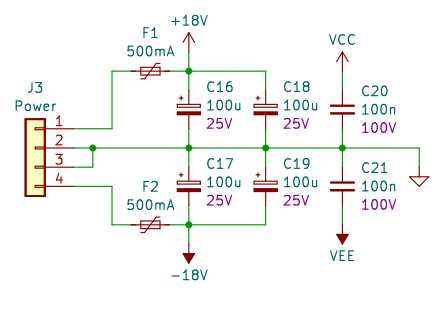 +18V
F1
500mA
VCC
J3
Power
C16
100u
25V
C18
100u
25V
C20
100n
100V
1
2
3
4
C17
100u
25V
C19
100u
25V
C21
100n
100V
F2
500mA
-18V
VEE